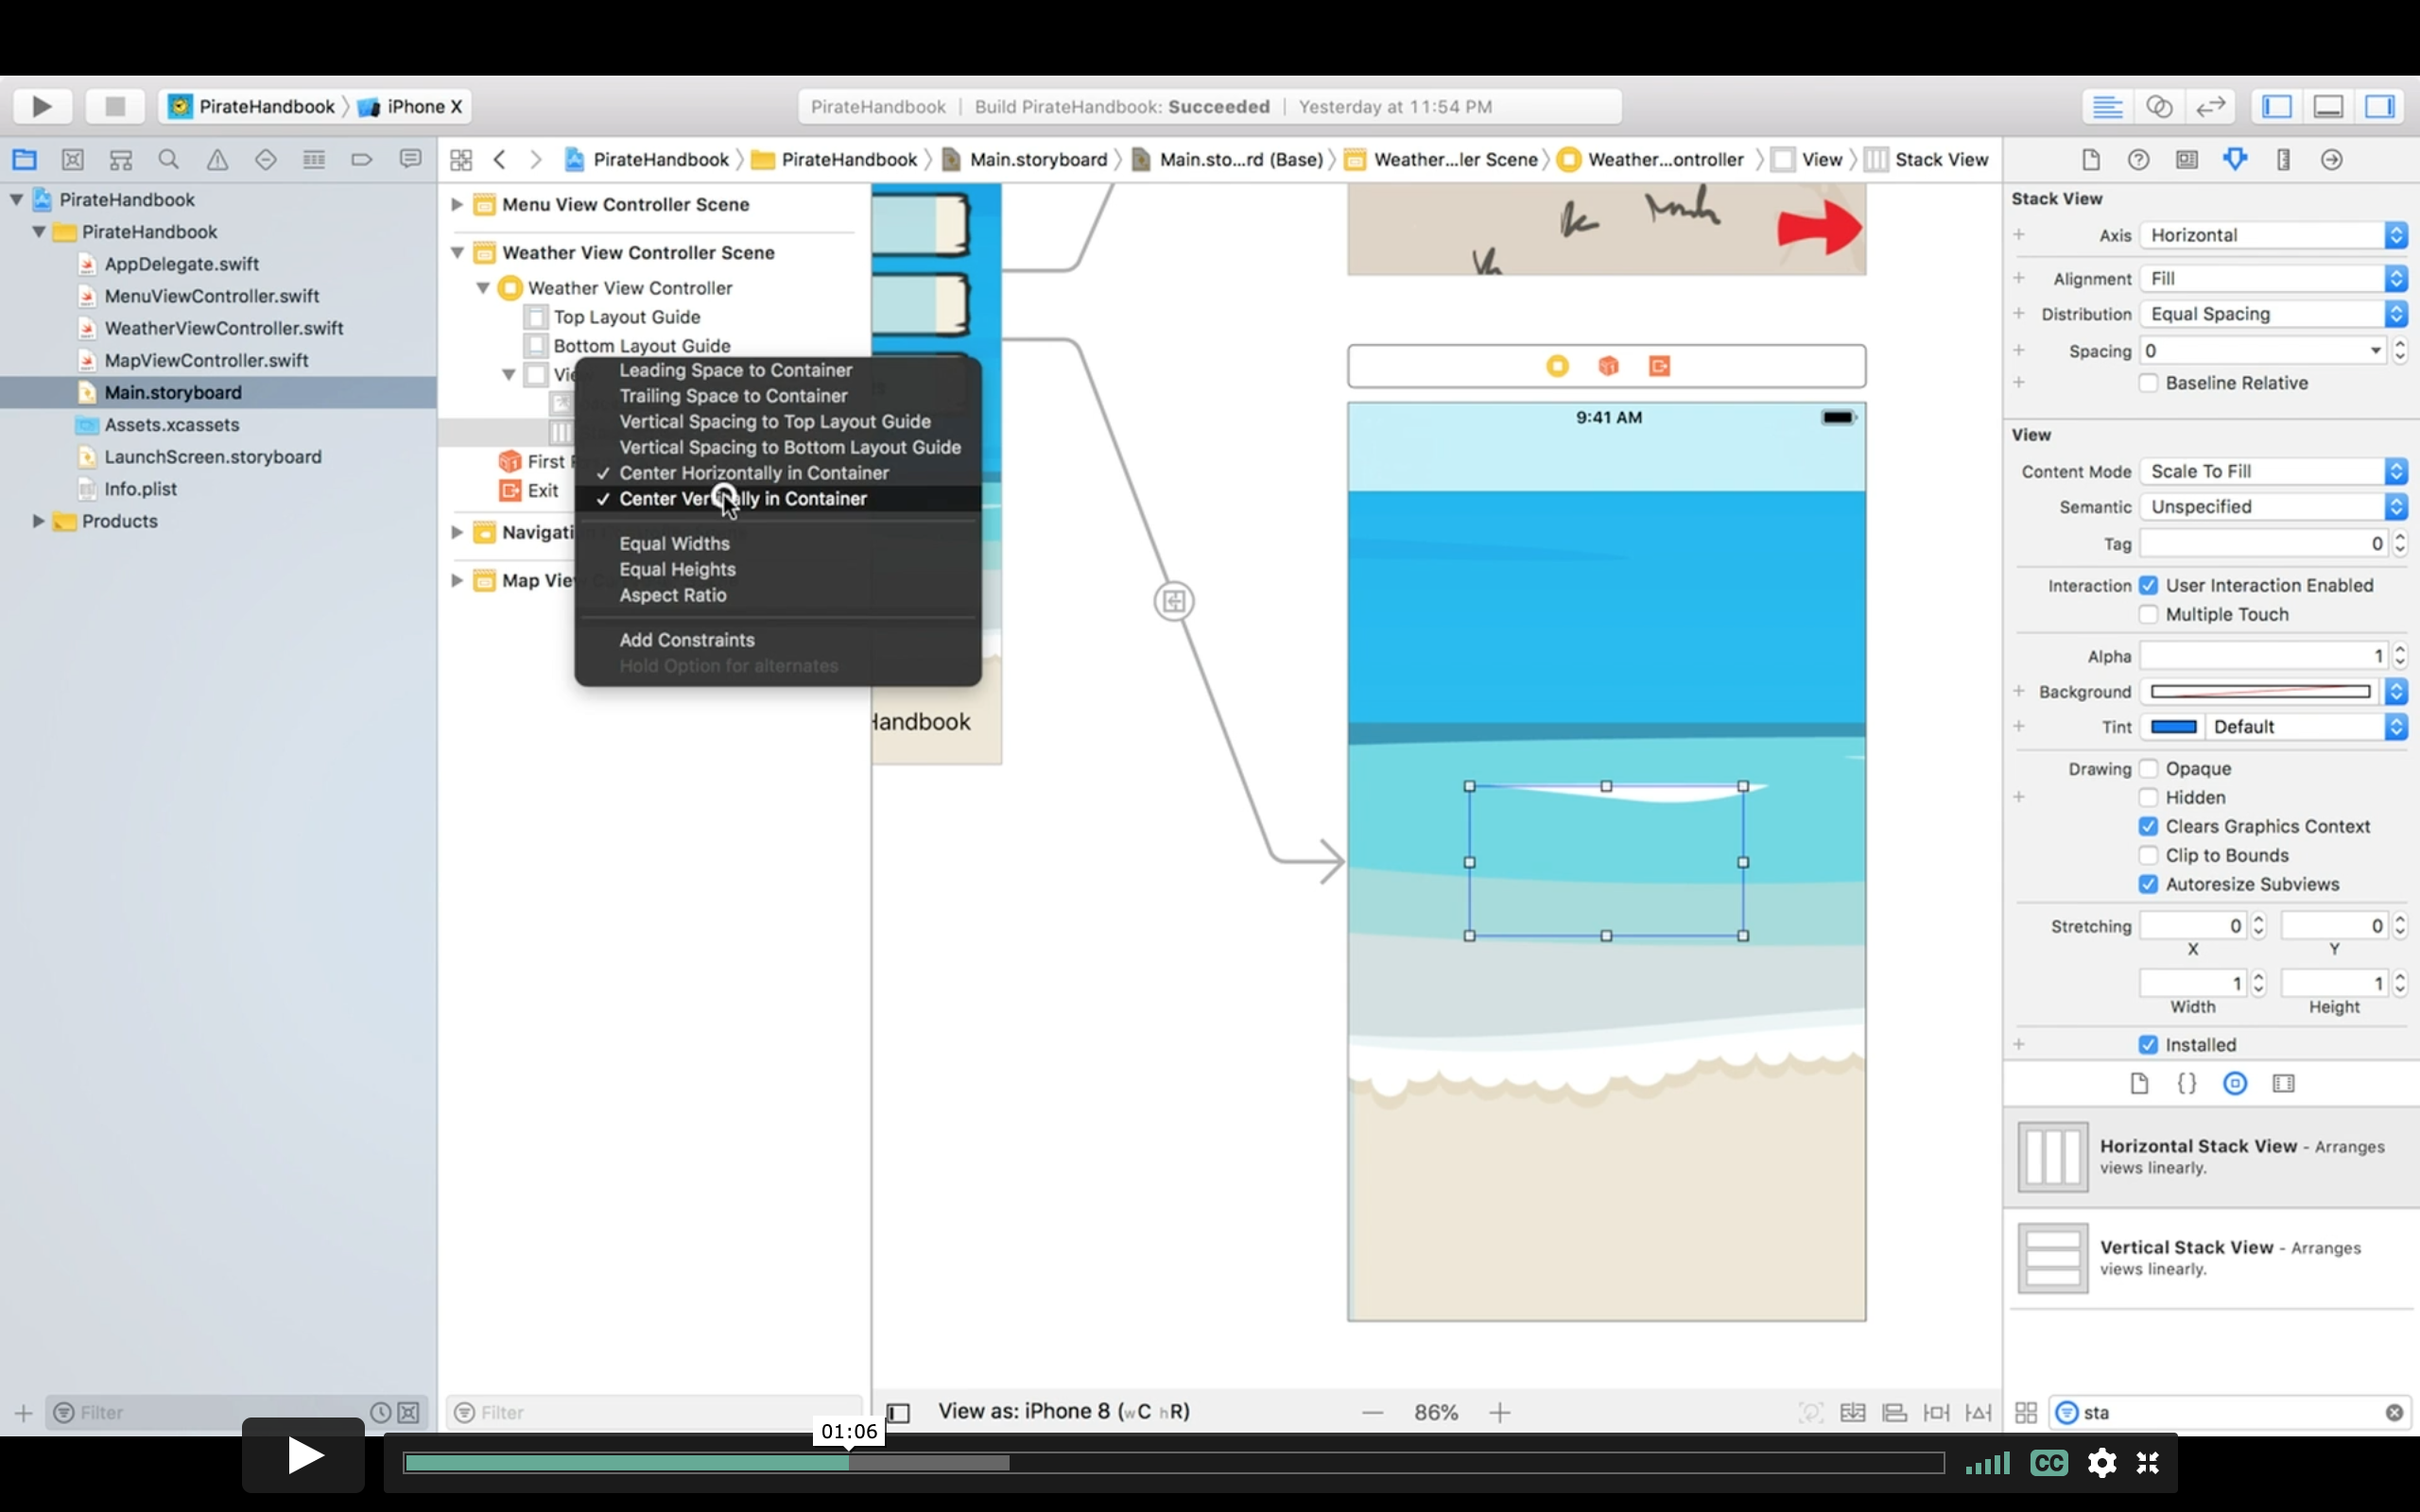 PirateHandbook 〉 iPhone X
PirateHandbook | Build PirateHandbook: Succeeded | Yesterday at 11:54 PM
PirateHandbook 〉 PirateHandbook 〉 Main.storyboard 〉 Main.sto...rd (Base) 〉 Weather...ler Scene 〉 Weather...ontroller 〉 View 〉 Stack View
PirateHandbook
PirateHandbook
AppDelegate.swift
MenuViewController.swift
WeatherViewController.swift
MapViewController.swift
Main.storyboard
Assets.xcassets
LaunchScreen.storyboard
Info.plist
Products
Filter
Menu View Controller Scene
Weather View Controller Scene
Weather View Controller
Top Layout Guide
Bottom Layout Guide
Exit
Leading Space to Container
Trailing Space to Container
Vertical Spacing to Top Layout Guide
Vertical Spacing to Bottom Layout Guide
✓ Center Horizontally in Container
✓ Center Vertically in Container
Equal Widths
Equal Heights
Aspect Ratio
Add Constraints
Hold Option for alternates
Filter
Handbook
9:41 AM
View as: iPhone 8 (wC hR)
— 86% +
Stack View
Axis Horizontal
Alignment Fill
Distribution Equal Spacing
Spacing 0
Baseline Relative
View
Content Mode Scale To Fill
Semantic Unspecified
Tag 0
Interaction User Interaction Enabled
Multiple Touch
Alpha 1
Background
Tint Default
Drawing Opaque
Hidden
Clears Graphics Context
Clip to Bounds
Autoresize Subviews
Stretching 0 0
X Y
1 1
Width Height
Installed
{}
Horizontal Stack View - Arranges
views linearly.
Vertical Stack View - Arranges
views linearly.
sta
01:06
CC